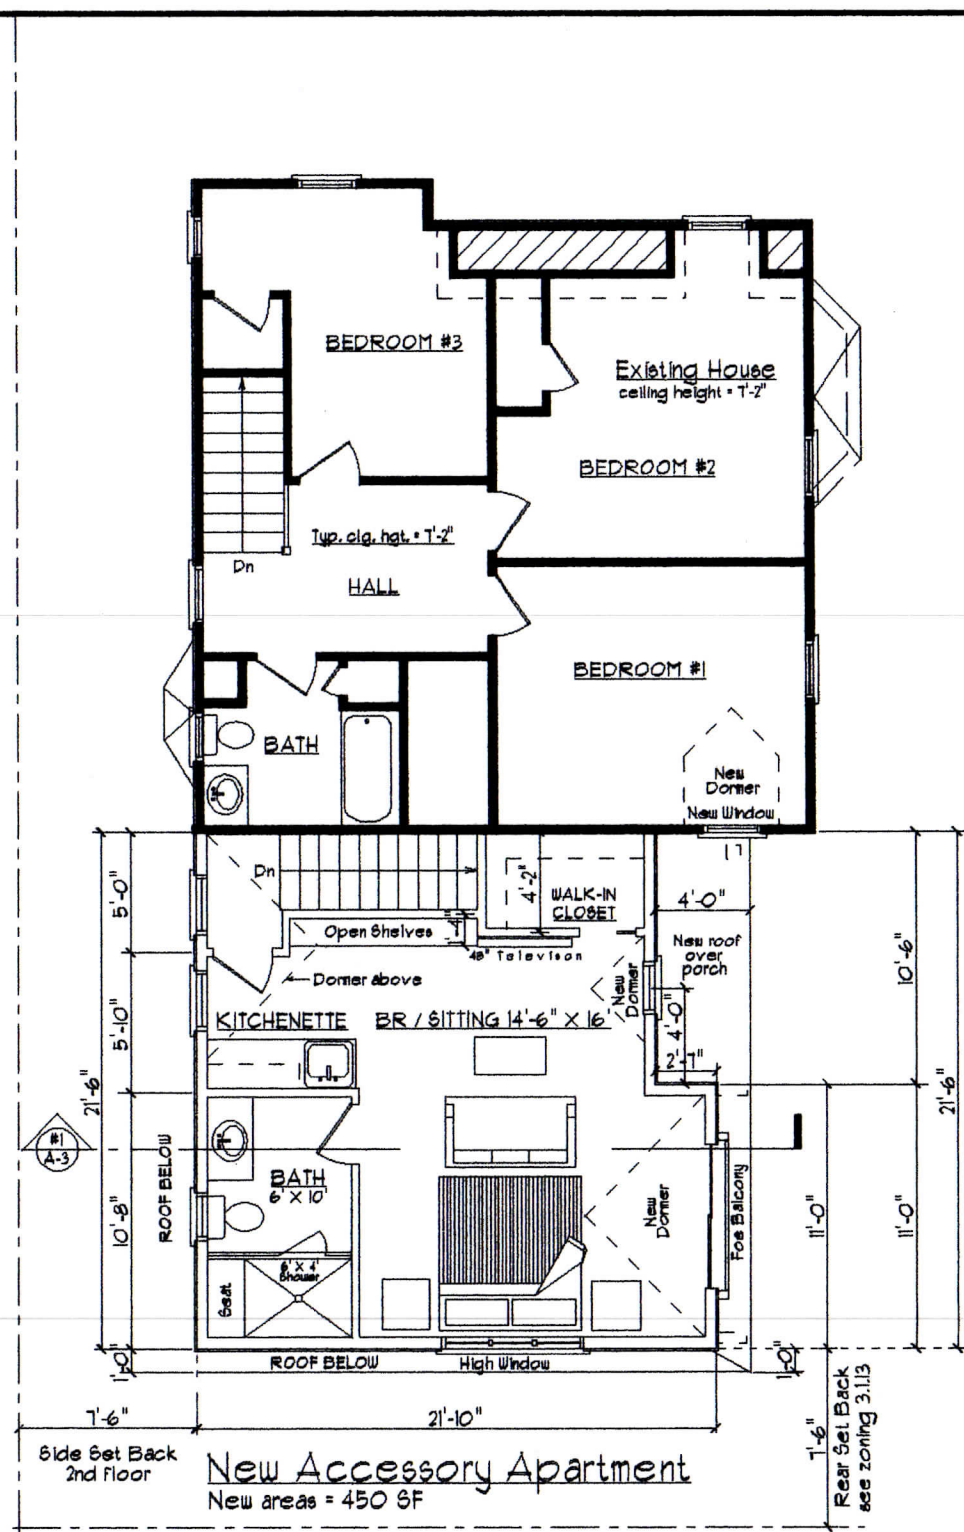 BEDROOM #3
Existing House
ceiling height = 7'-2"
BEDROOM #2
Typ. clg. hgt. = 7'-2"
Dn
HALL
BEDROOM #1
BATH
New
Dormer
New Window
Dn
4'-2"
WALK-IN
CLOSET
4'-0"
5'-0"
Open Shelves
48" Televison
New roof
over
porch
10'-6"
Dormer above
New
Dormer
KITCHENETTE
BR / SITTING 14'-6" X 16'
4'-0"
5'-10"
2'-7"
21'-6"
21'-6"
#1
A-3
ROOF BELOW
BATH
6' X 10'
10'-8"
New
Dormer
Foe Balcony
11'-0"
11'-0"
6' X 4'
Shower
Seat
1'-0"
ROOF BELOW
High Window
1'-0"
7'-6"
21'-10"
7'-6"
Rear Set Back
see zoning 3.1.13
Side Set Back
2nd Floor
New Accessory Apartment
New areas = 450 SF